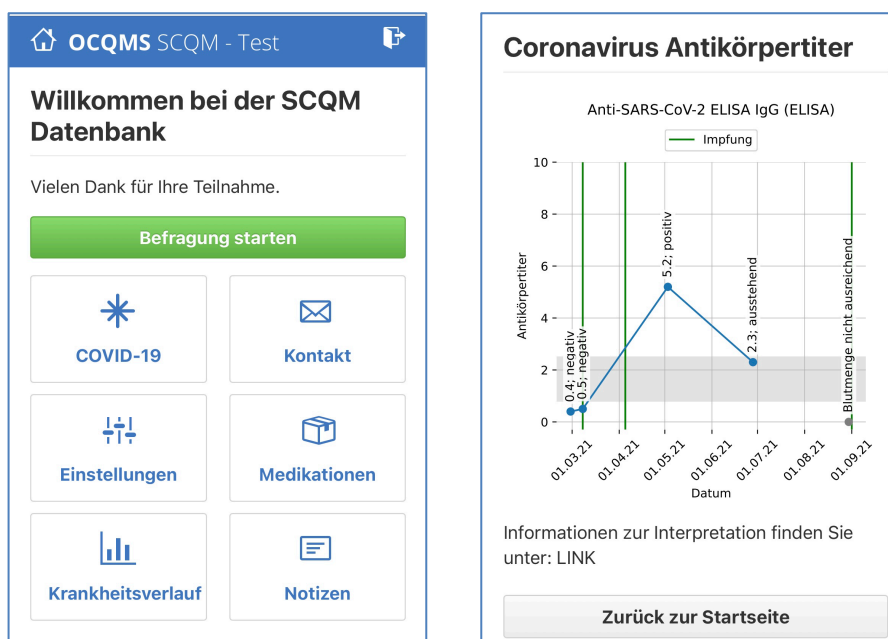 OCQMS SCQM - Test
Willkommen bei der SCQM
Datenbank
Vielen Dank für Ihre Teilnahme.
Befragung starten
COVID-19
Kontakt
Einstellungen
Medikationen
Krankheitsverlauf
Notizen
Coronavirus Antikörpertiter
Anti-SARS-CoV-2 ELISA IgG (ELISA)
Impfung
Antikörpertiter
10
8
6
4
2
0
0.4; negativ
0.5; negativ
5.2; positiv
2.3; ausstehend
Blutmenge nicht ausreichend
01.03.21
01.04.21
01.05.21
01.06.21
01.07.21
01.08.21
01.09.21
Datum
Informationen zur Interpretation finden Sie
unter: LINK
Zurück zur Startseite